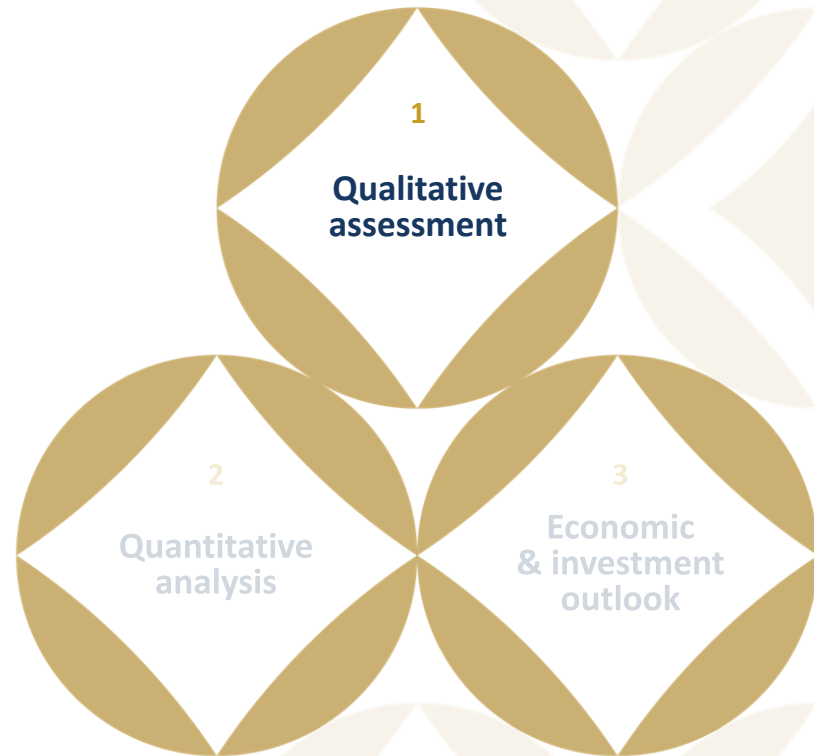 1
Qualitative
assessment
2
Quantitative
analysis
3
Economic
& investment
outlook